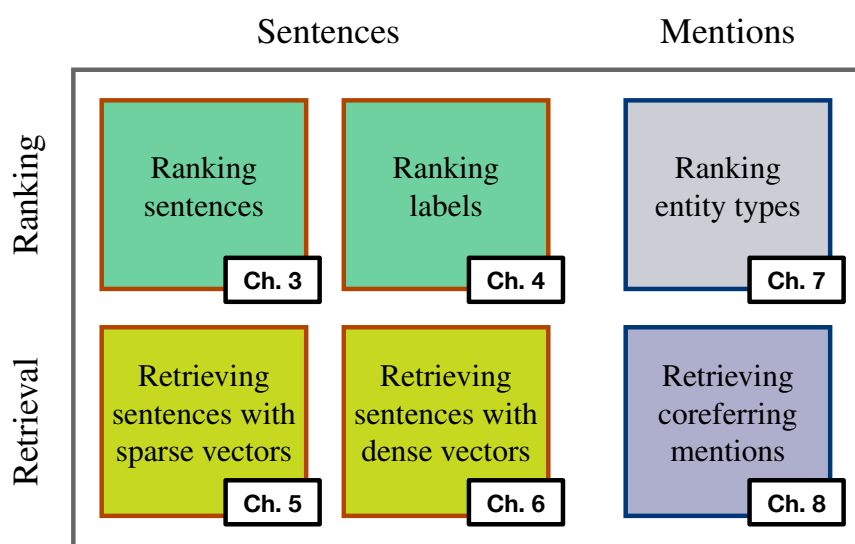 Sentences
Mentions
Ranking
Ranking
sentences
Ch. 3
Ranking
labels
Ch. 4
Ranking
entity types
Ch. 7
Retrieval
Retrieving
sentences with
sparse vectors
Ch. 5
Retrieving
sentences with
dense vectors
Ch. 6
Retrieving
coreferring
mentions
Ch. 8